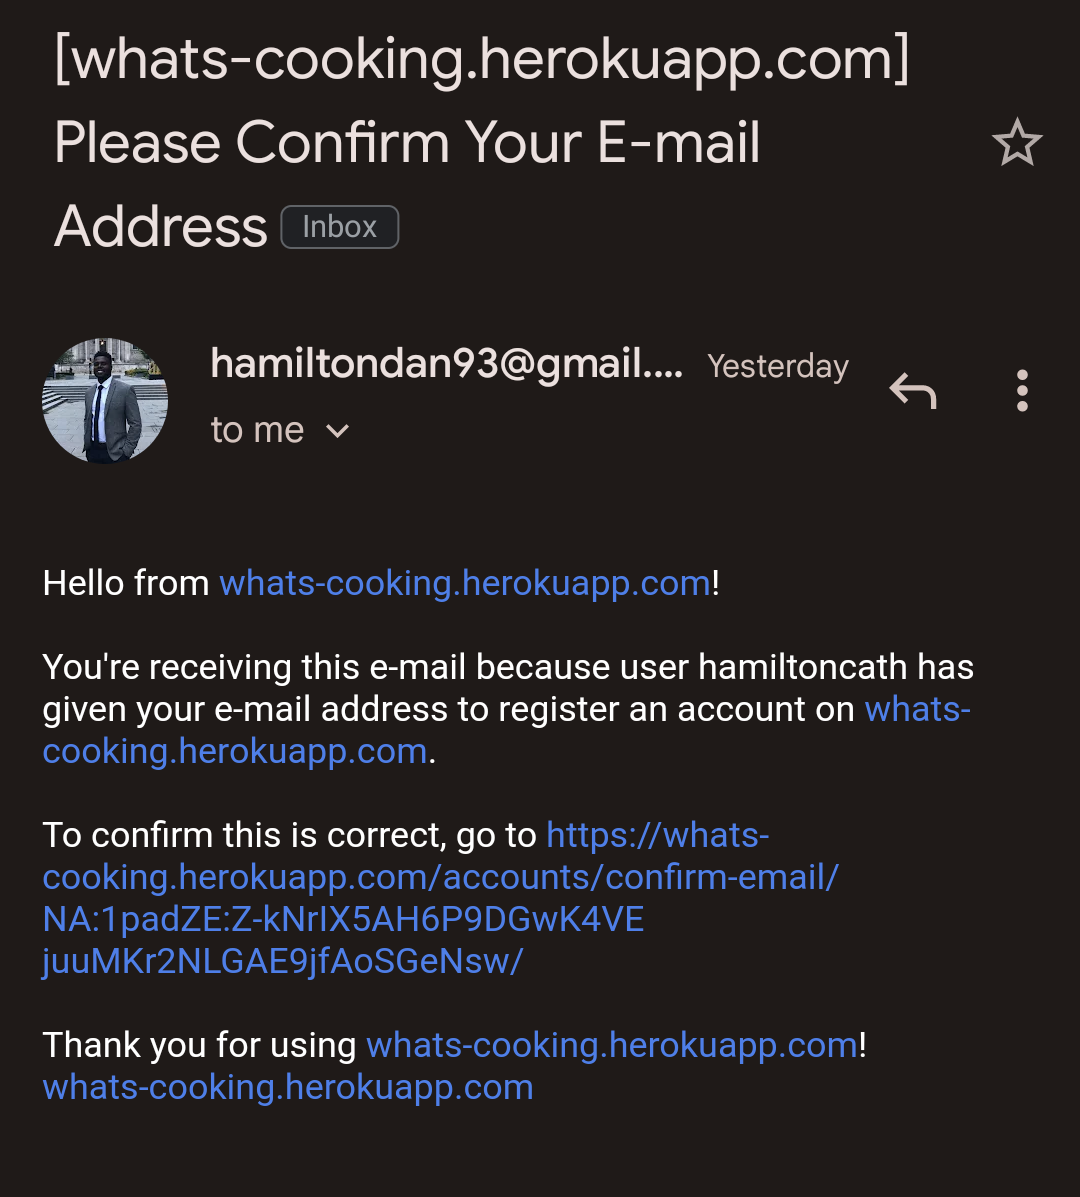 [whats-cooking.herokuapp.com]
Please Confirm Your E-mail
Address Inbox
hamiltondan93@gmail.... Yesterday
to me
Hello from whats-cooking.herokuapp.com!
You're receiving this e-mail because user hamiltoncath has
given your e-mail address to register an account on whats-
cooking.herokuapp.com.
To confirm this is correct, go to https://whats-
cooking.herokuapp.com/accounts/confirm-email/
NA:1padZE:Z-kNrIX5AH6P9DGwK4VE
juuMKr2NLGAE9jfAoSGeNsw/
Thank you for using whats-cooking.herokuapp.com!
whats-cooking.herokuapp.com